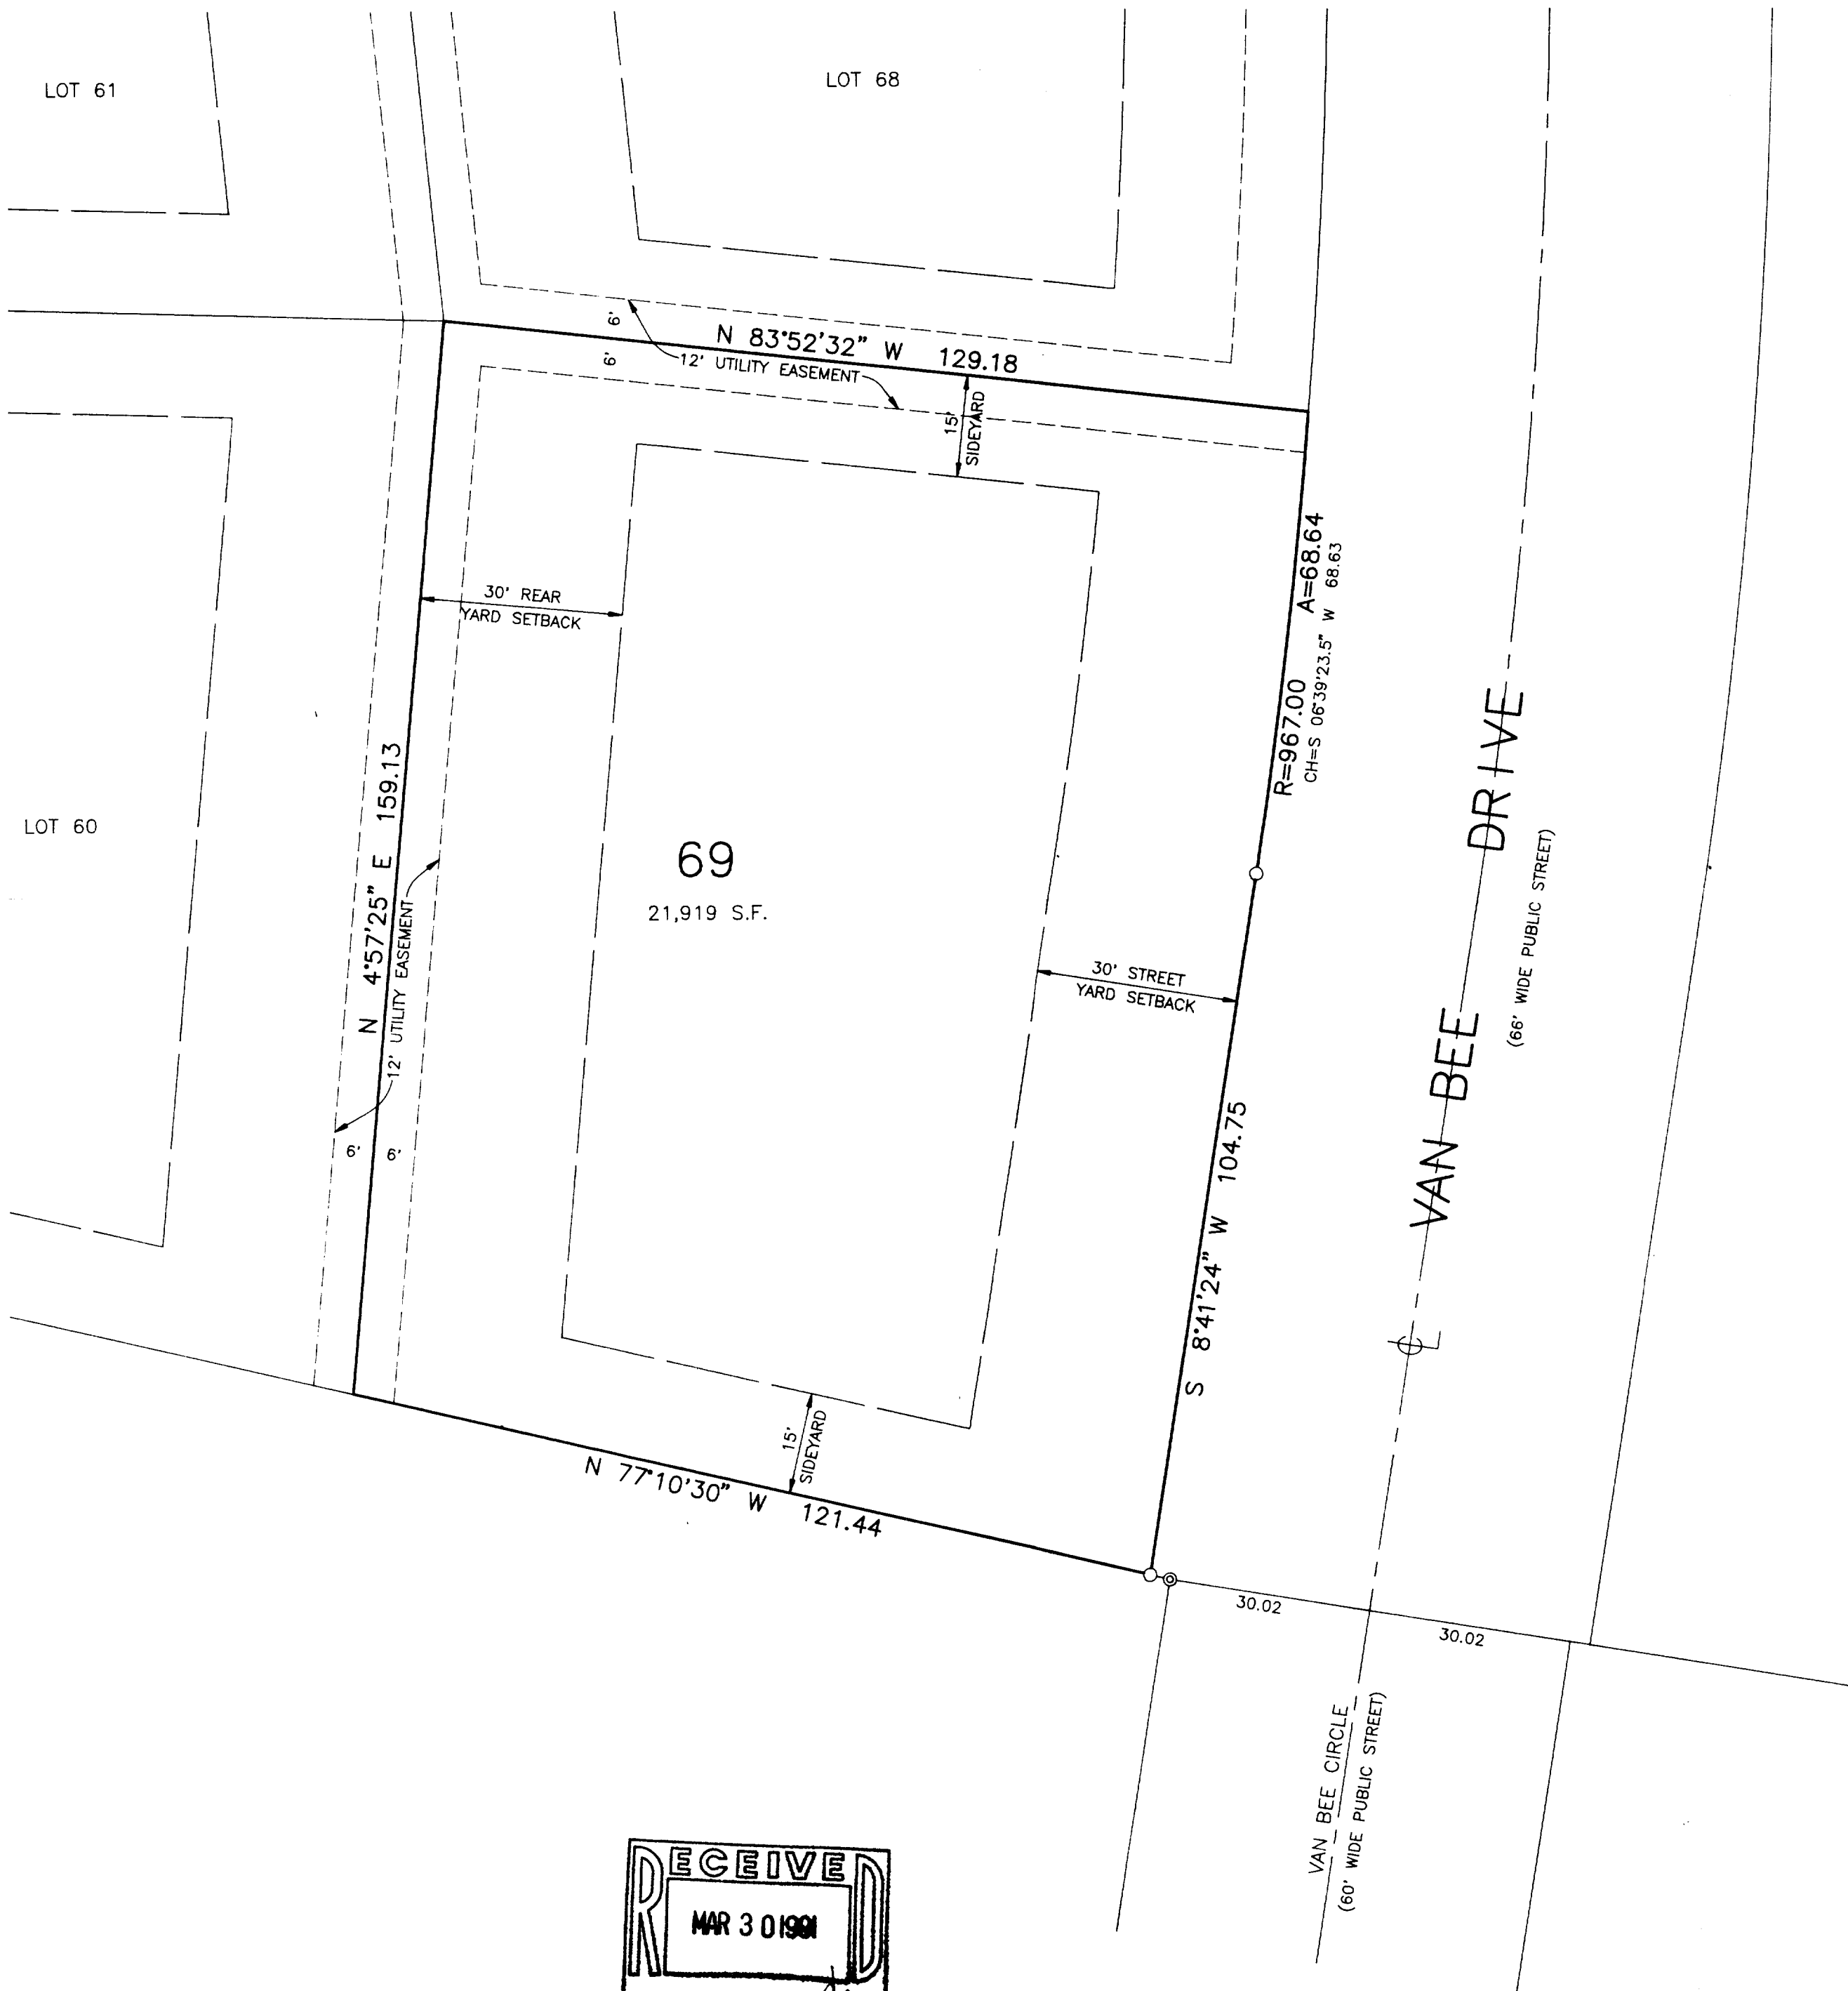 LOT 61
LOT 68
6'
N 83°52'32" W 129.18
6'
12' UTILITY EASEMENT
15'
SIDEYARD
R=967.00 A=68.64
CH=S 06°39'23.5" W 68.63
30' REAR
YARD SETBACK
N 4°57'25" E 159.13
12' UTILITY EASEMENT
6'
6'
LOT 60
69
21,919 S.F.
30' STREET
YARD SETBACK
S 8°41'24" W 104.75
VAN BEE DRIVE
(66' WIDE PUBLIC STREET)
15'
SIDEYARD
N 77°10'30" W 121.44
30.02
30.02
VAN BEE CIRCLE
(60' WIDE PUBLIC STREET)
RECEIVED
MAR 30